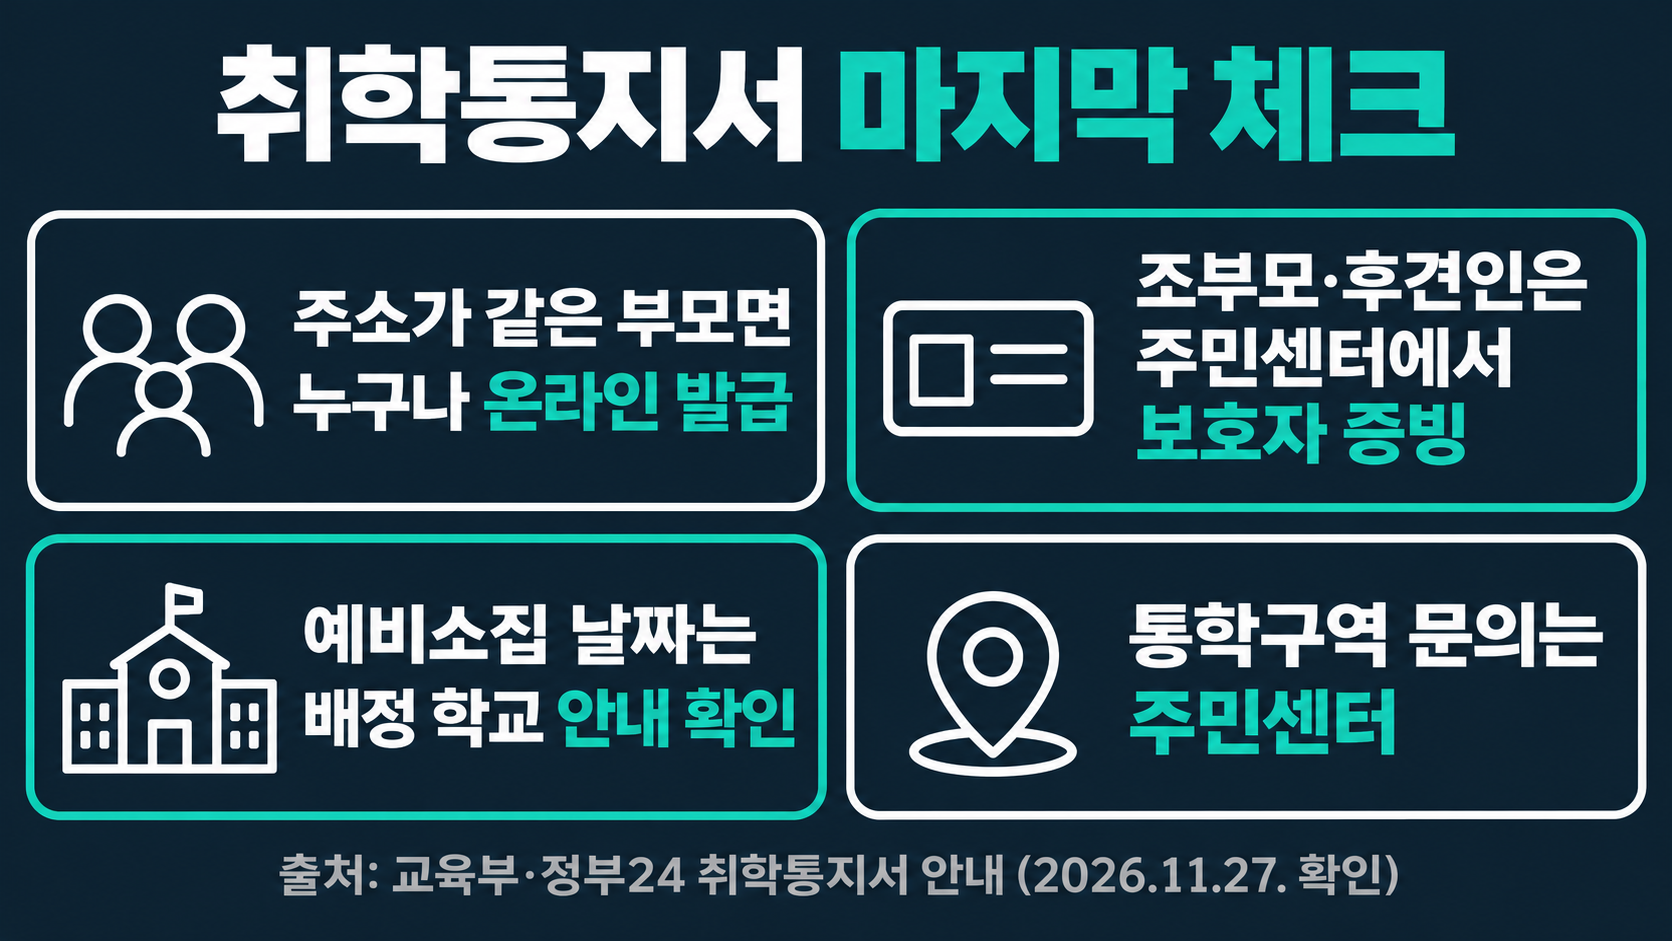 취학통지서 마지막 체크
주소가 같은 부모면
누구나 온라인 발급
조부모·후견인은
주민센터에서
보호자 증빙
예비소집 날짜는
배정 학교 안내 확인
통학구역 문의는
주민센터
출처: 교육부·정부24 취학통지서 안내 (2026.11.27. 확인)